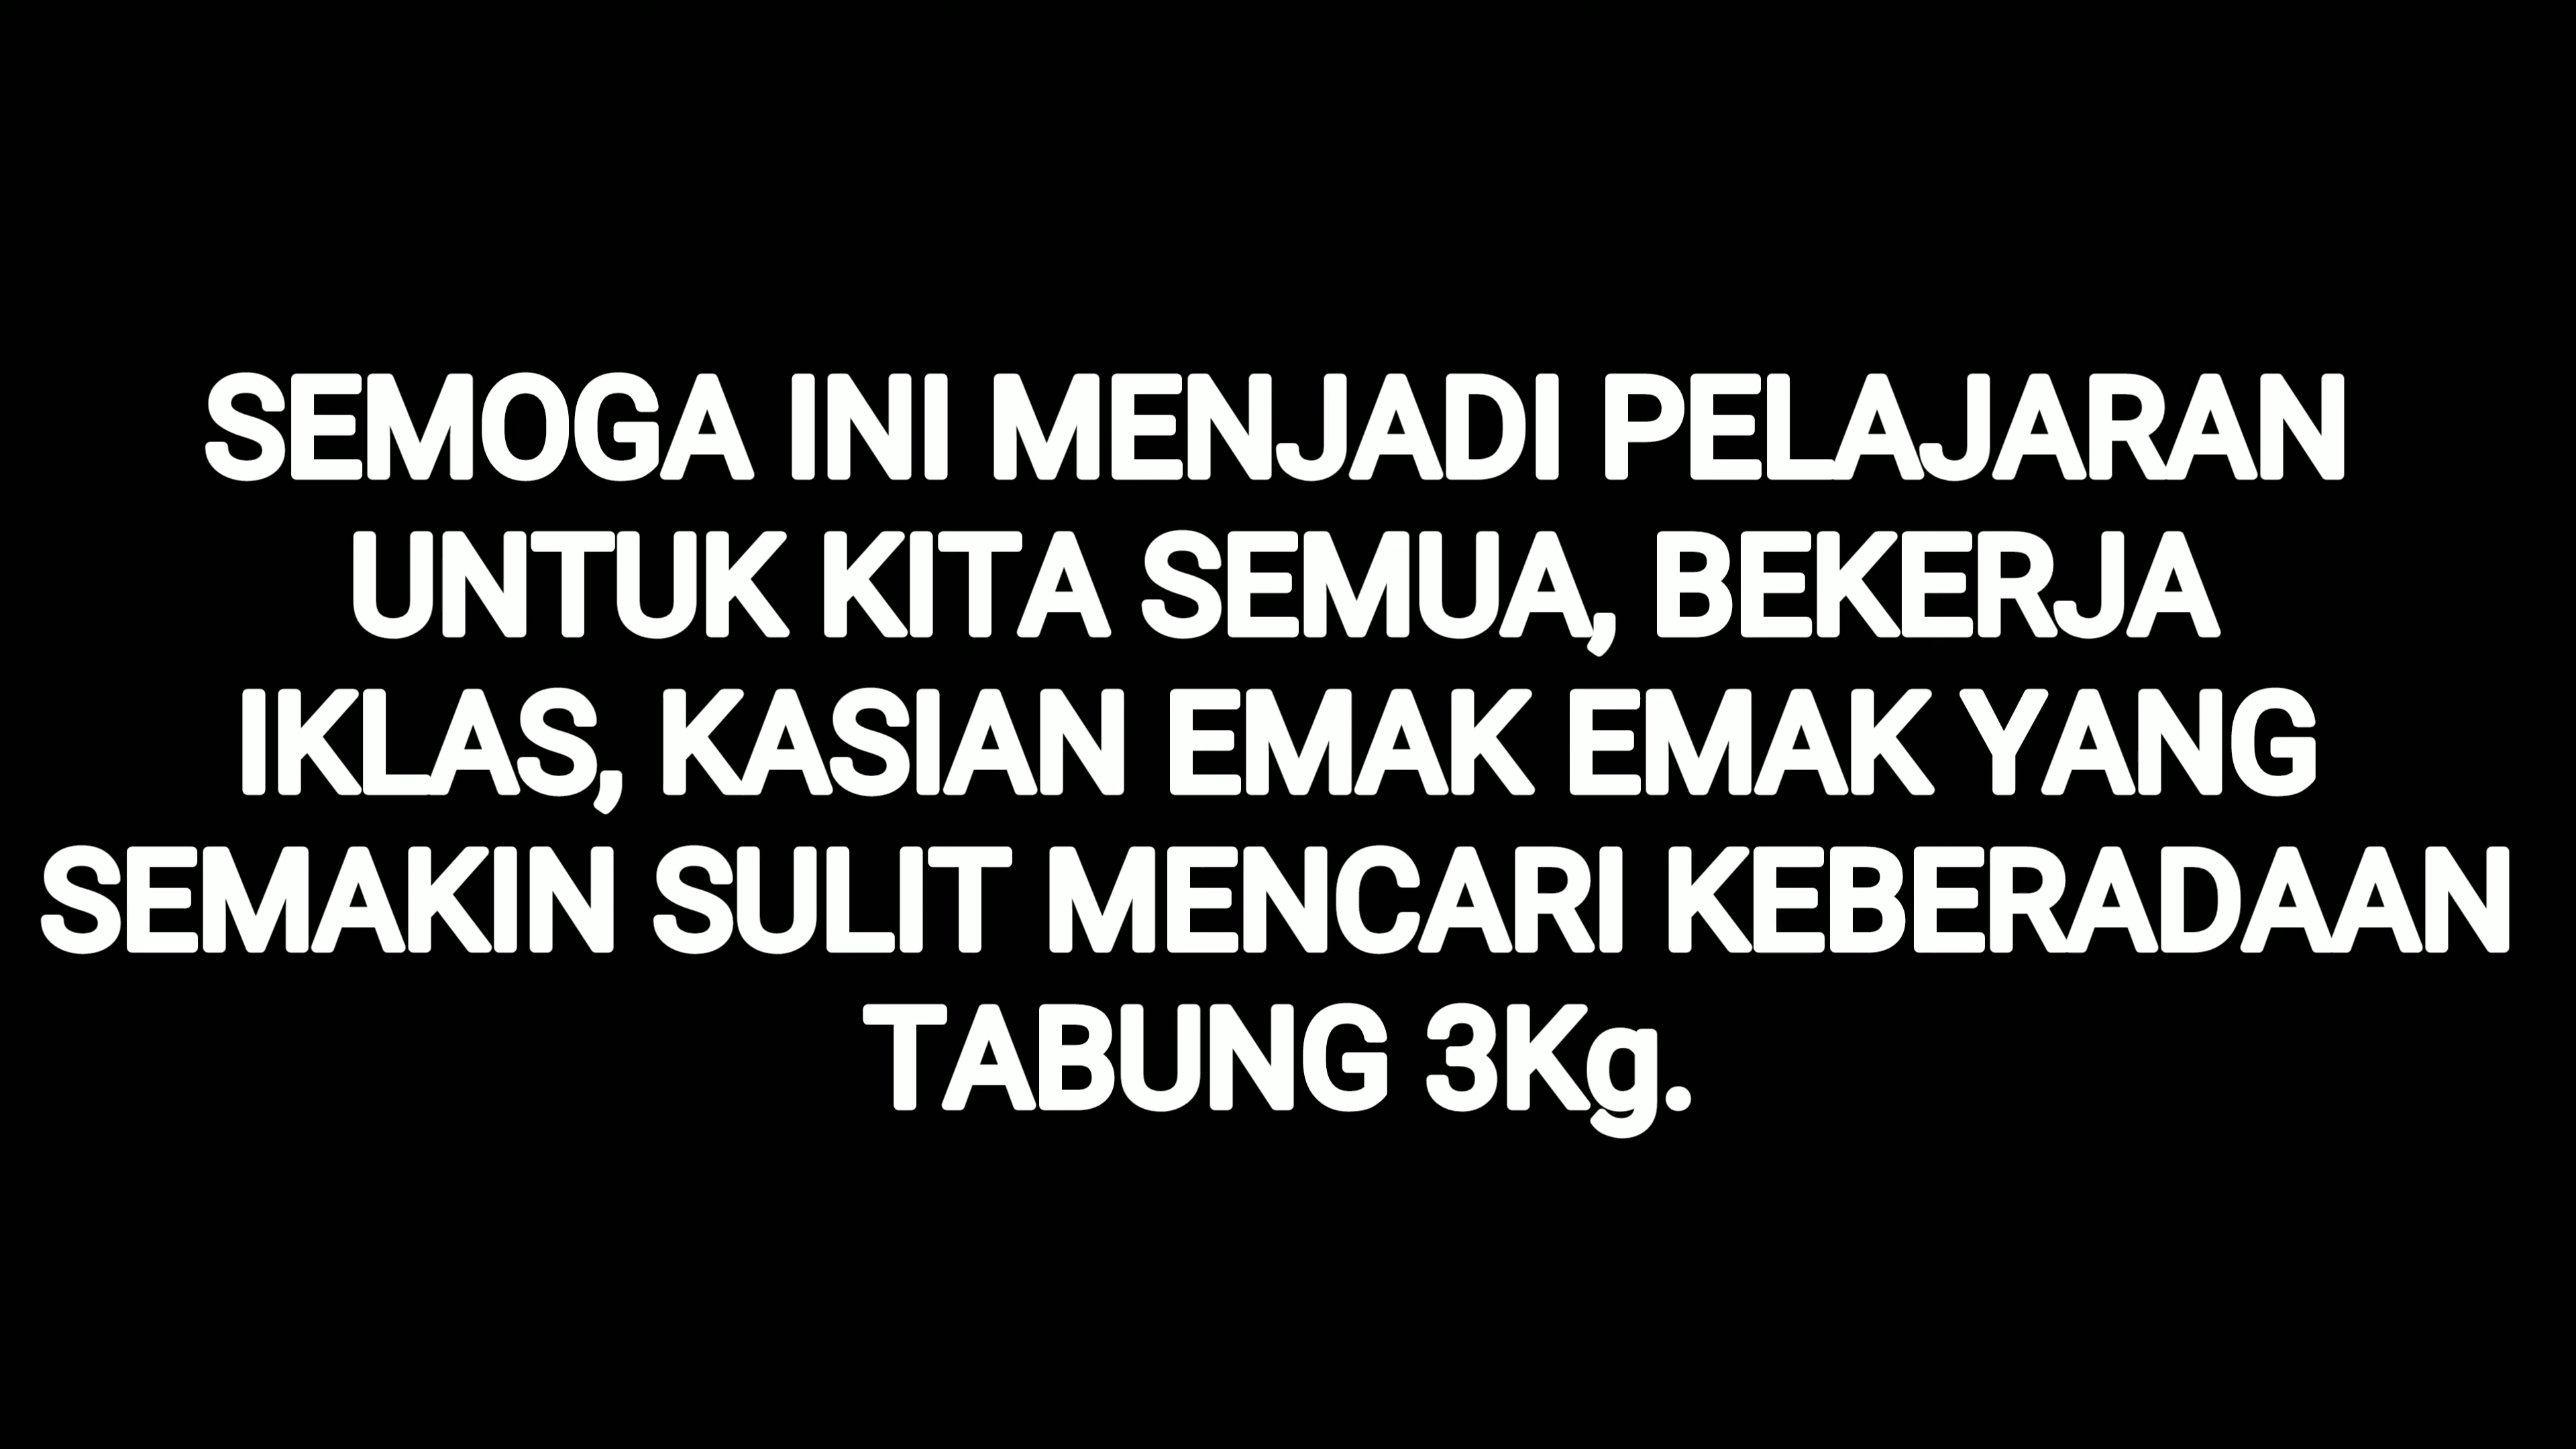 SEMOGA INI MENJADI PELAJARAN
UNTUK KITA SEMUA, BEKERJA
IKLAS, KASIAN EMAK EMAK YANG
SEMAKIN SULIT MENCARI KEBERADAAN
TABUNG 3Kg.